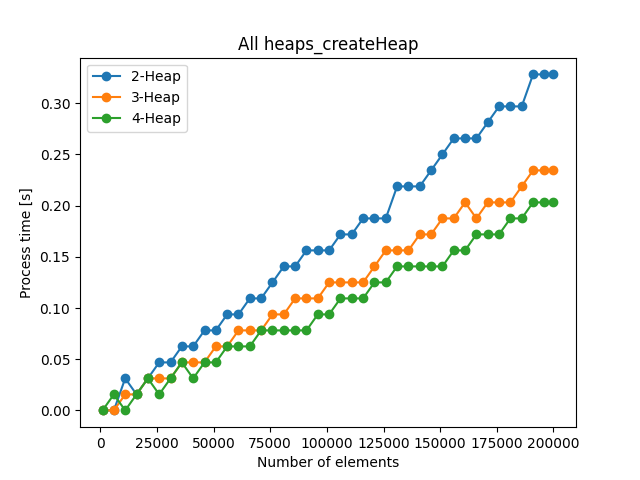 All heaps_createHeap
2-Heap
3-Heap
4-Heap
Process time [s]
0.30
0.25
0.20
0.15
0.10
0.05
0.00
0 25000 50000 75000 100000 125000 150000 175000 200000
Number of elements